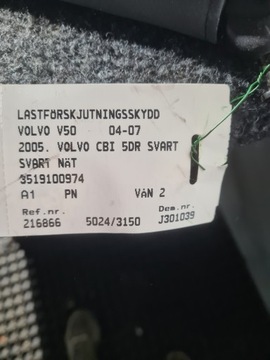 LASTFÖRSKJUTNINGSSKYDD
VOLVO V50 04-07
2005. VOLVO CBI 5DR SVART
SVART NÄT
3519100974
A1 PN VÄN 2
Ref.nr. Dem.nr.
216866 5024/3150 J301039